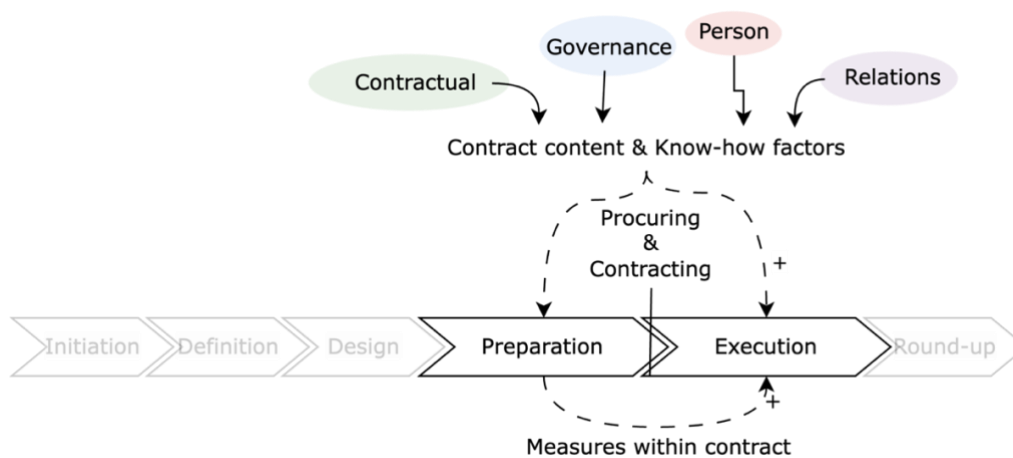 Contractual
Governance
Person
Relations
Contract content & Know-how factors
Procuring
&
Contracting
+
Initiation
Definition
Design
Preparation
Execution
Round-up
+
Measures within contract